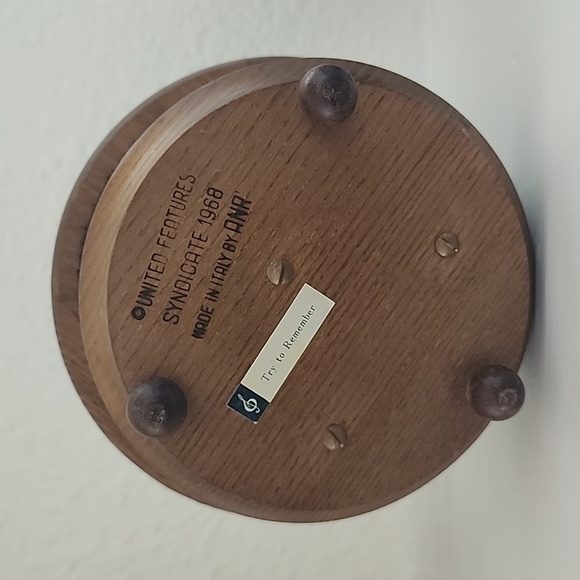 ©UNITED FEATURES
SYNDICATE 1968
MADE IN ITALY BY ANRI
Try to Remember